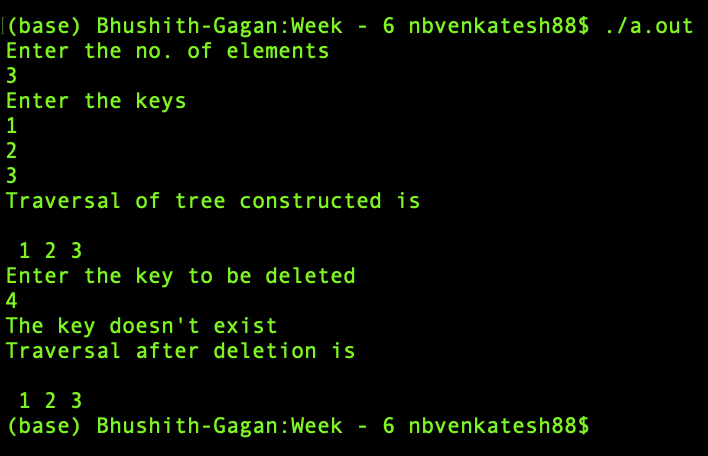 (base) Bhushith-Gagan:Week - 6 nbvenkatesh88$ ./a.out
Enter the no. of elements
3
Enter the keys
1
2
3
Traversal of tree constructed is
1 2 3
Enter the key to be deleted
4
The key doesn't exist
Traversal after deletion is
1 2 3
(base) Bhushith-Gagan:Week - 6 nbvenkatesh88$